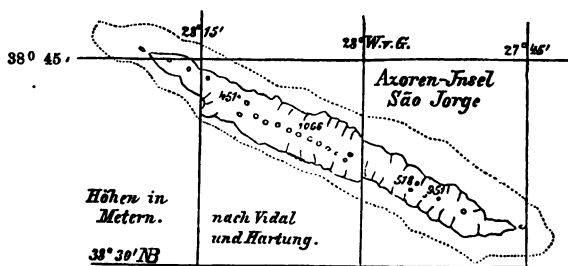 28° 15'
28° W.v.G.
27° 45'
38° 45'
Azoren-Jnsel
São Jorge
451
1066
518
951
Höhen in
Metern.
nach Vidal
und Hartung.
38° 30' NB